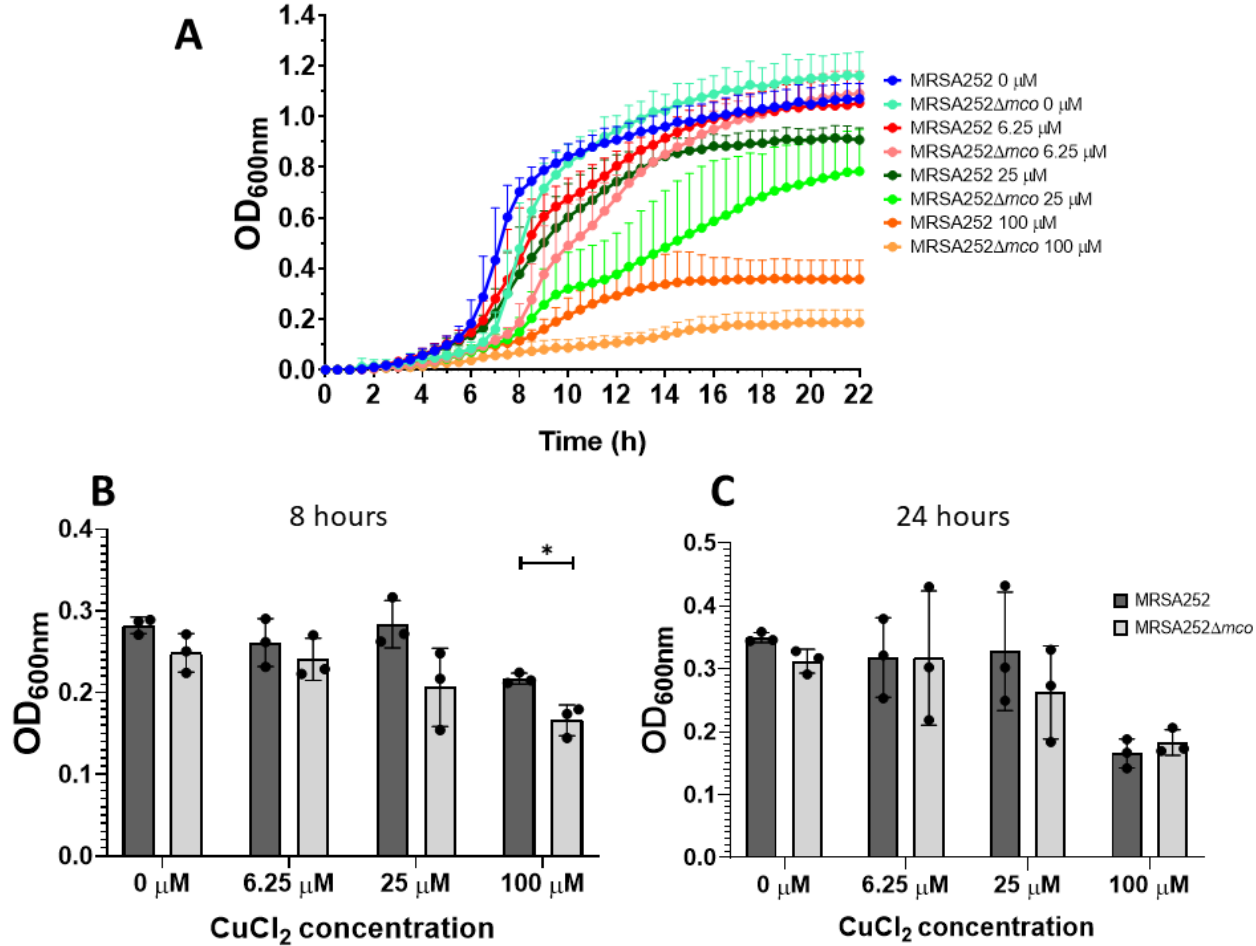 A
1.4
1.2
1.0
0.8
0.6
0.4
0.2
0.0
OD600nm
0 2 4 6 8 10 12 14 16 18 20 22
Time (h)
MRSA252 0 μM
MRSA252Δmco 0 μM
MRSA252 6.25 μM
MRSA252Δmco 6.25 μM
MRSA252 25 μM
MRSA252Δmco 25 μM
MRSA252 100 μM
MRSA252Δmco 100 μM
B
8 hours
0.4
0.3
0.2
0.1
0.0
OD600nm
*
0 μM 6.25 μM 25 μM 100 μM
CuCl2 concentration
C
24 hours
0.5
0.4
0.3
0.2
0.1
0.0
OD600nm
0 μM 6.25 μM 25 μM 100 μM
CuCl2 concentration
MRSA252
MRSA252Δmco